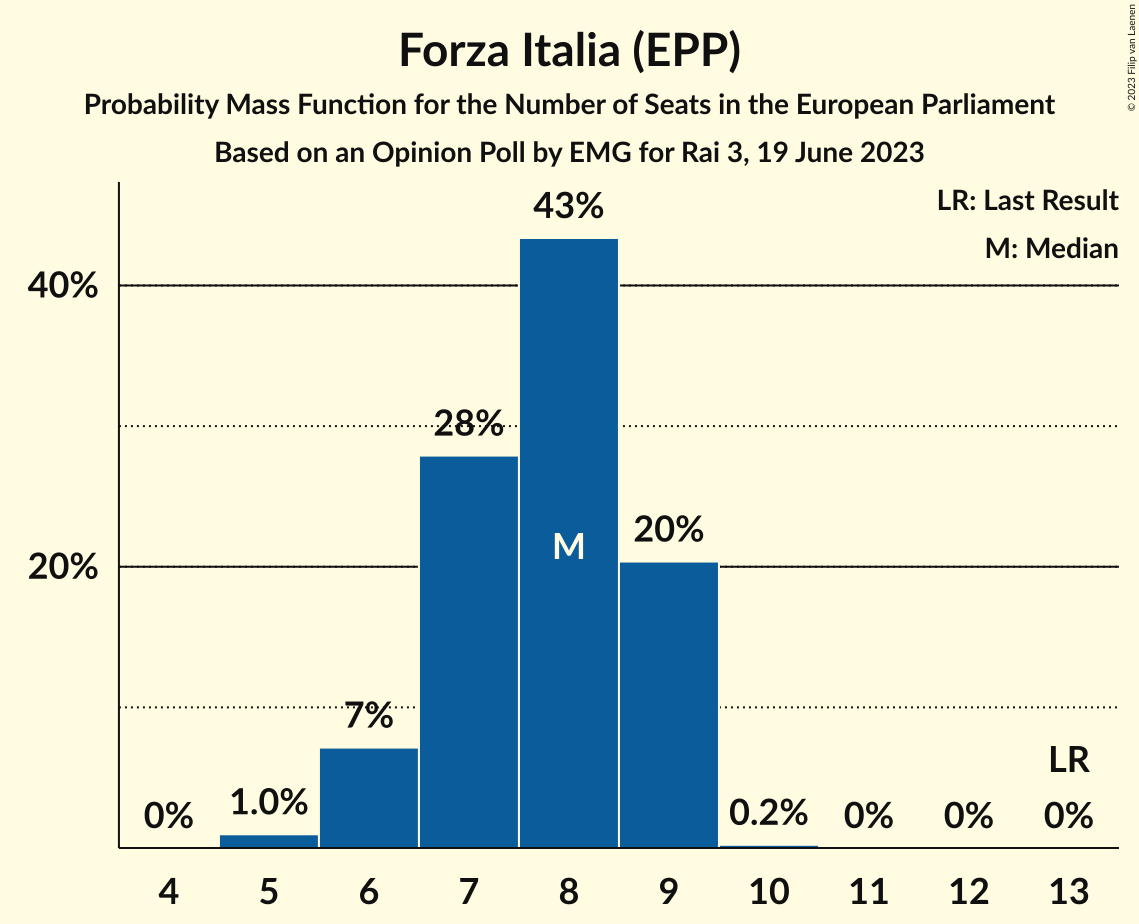 Forza Italia (EPP)
Probability Mass Function for the Number of Seats in the European Parliament
Based on an Opinion Poll by EMG for Rai 3, 19 June 2023
© 2023 Filip van Laenen
LR: Last Result
M: Median
40%
20%
0%
1.0%
7%
28%
43%
M
20%
0.2%
0%
0%
LR
0%
4 5 6 7 8 9 10 11 12 13